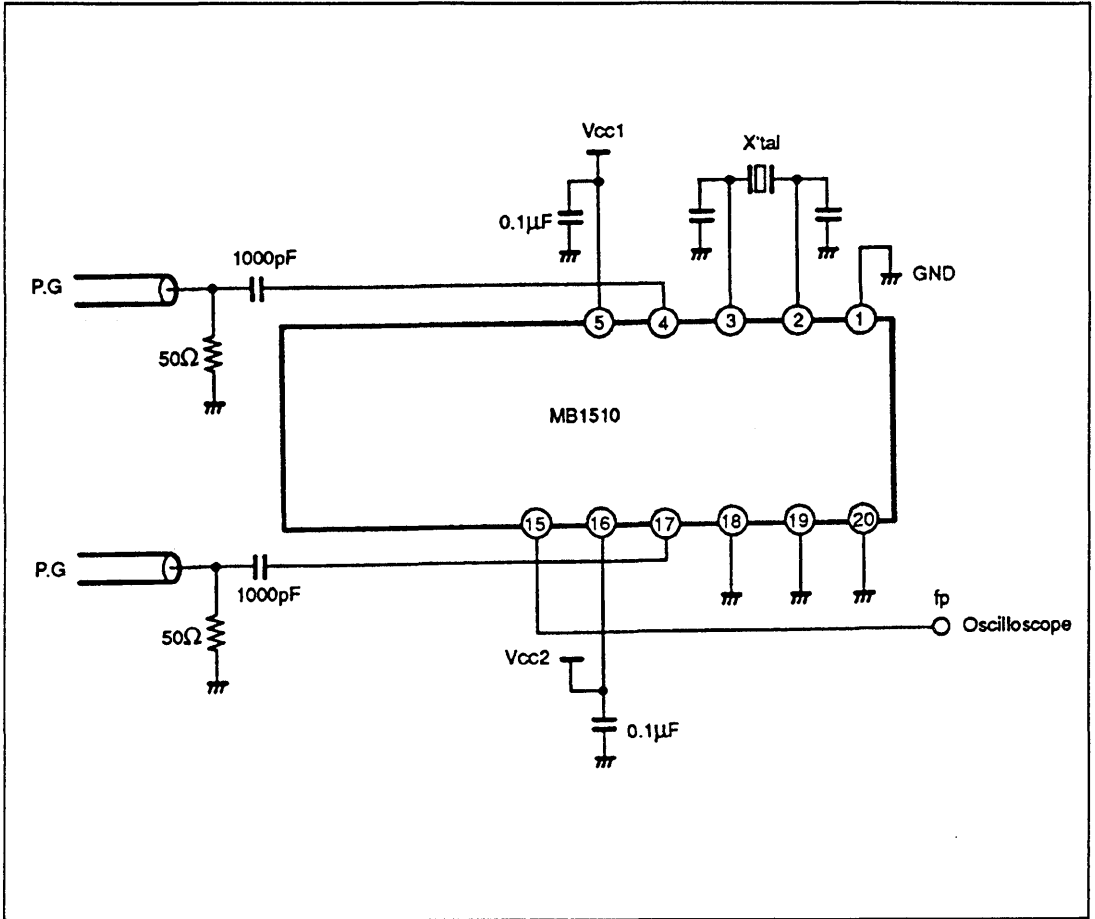 Vcc1
X'tal
0.1µF
1000pF
GND
P.G
5
4
3
2
1
50Ω
MB1510
15
16
17
18
19
20
P.G
1000pF
fp
Oscilloscope
50Ω
Vcc2
0.1µF